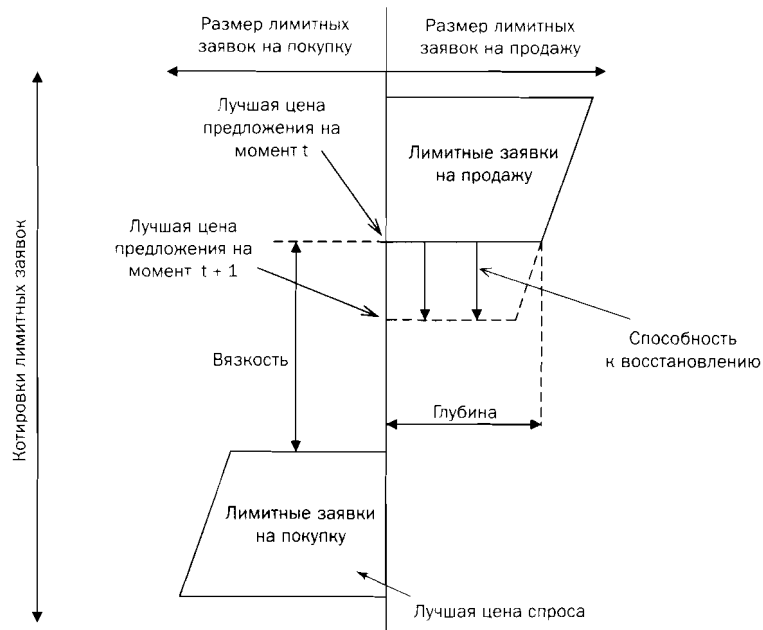 Размер лимитных
заявок на покупку
Размер лимитных
заявок на продажу
Лучшая цена
предложения на
момент t
Лимитные заявки
на продажу
Лучшая цена
предложения на
момент t + 1
Способность
к восстановлению
Вязкость
Глубина
Котировки лимитных заявок
Лимитные заявки
на покупку
Лучшая цена спроса